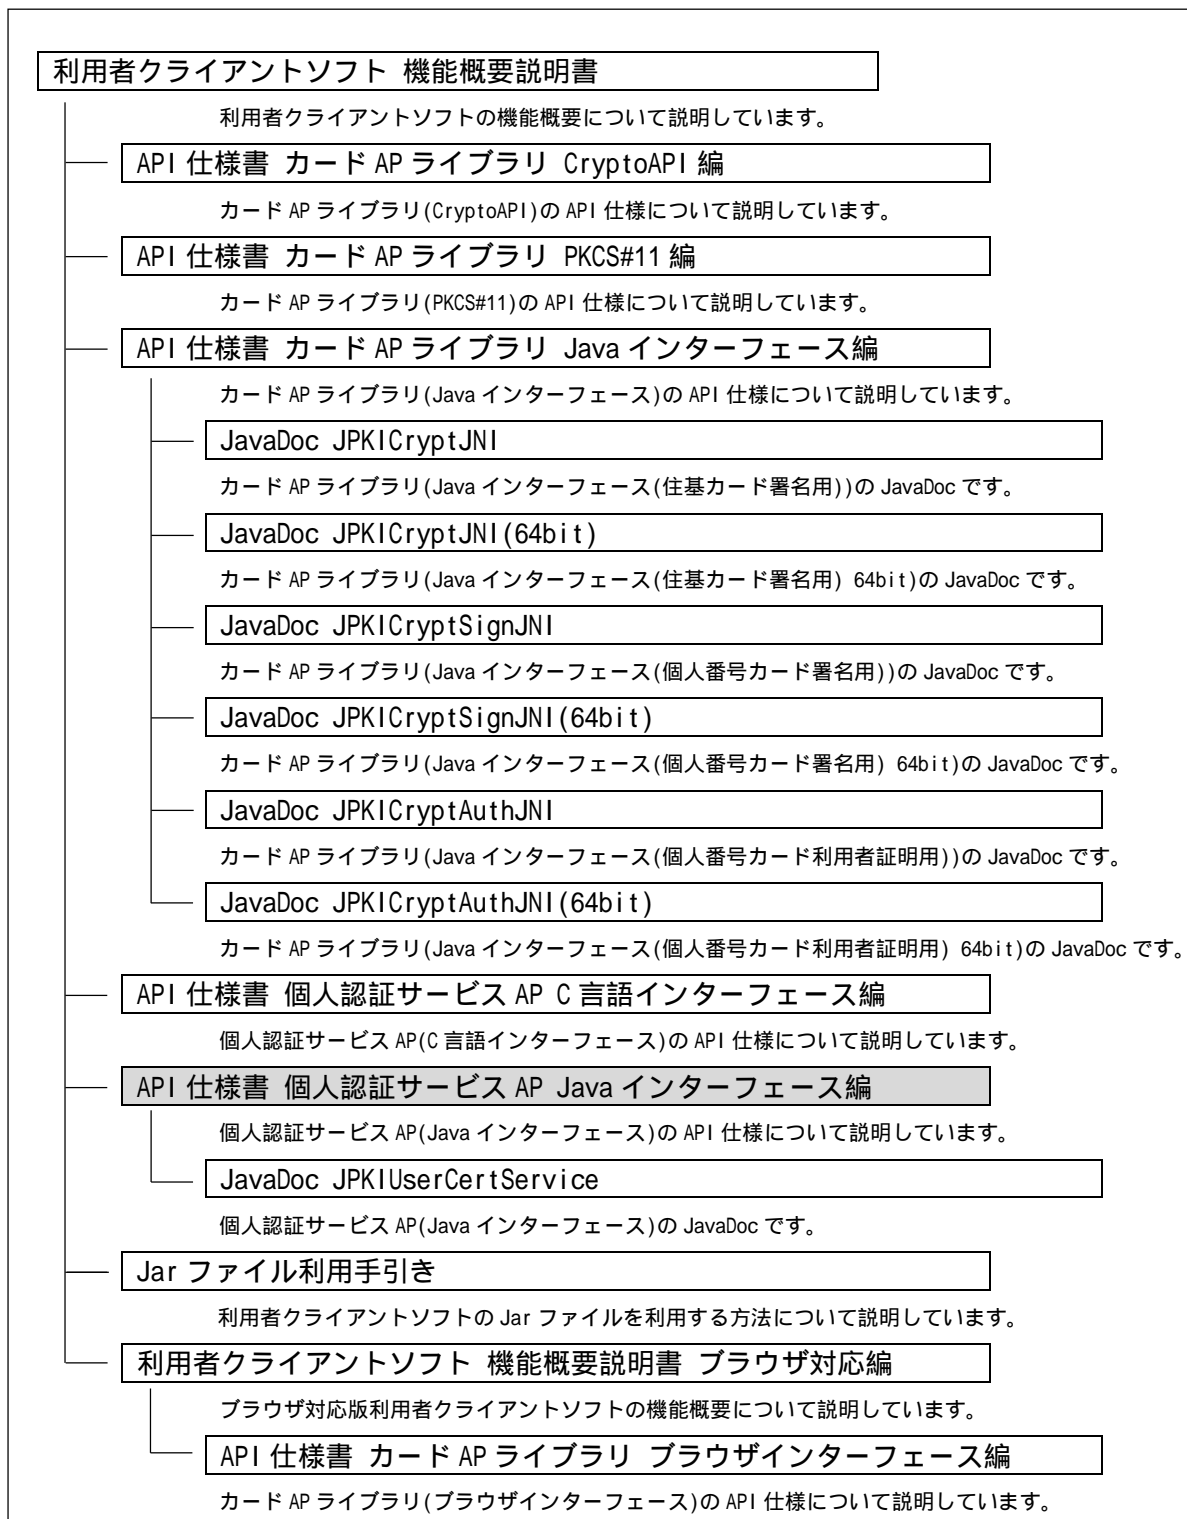 利用者クライアントソフト 機能概要説明書
利用者クライアントソフトの機能概要について説明しています。
API 仕様書 カード AP ライブラリ CryptoAPI 編
カード AP ライブラリ(CryptoAPI)の API 仕様について説明しています。
API 仕様書 カード AP ライブラリ PKCS#11 編
カード AP ライブラリ(PKCS#11)の API 仕様について説明しています。
API 仕様書 カード AP ライブラリ Java インターフェース編
カード AP ライブラリ(Java インターフェース)の API 仕様について説明しています。
JavaDoc JPKICryptJNI
カード AP ライブラリ(Java インターフェース(住基カード署名用))の JavaDoc です。
JavaDoc JPKICryptJNI(64bit)
カード AP ライブラリ(Java インターフェース(住基カード署名用) 64bit)の JavaDoc です。
JavaDoc JPKICryptSignJNI
カード AP ライブラリ(Java インターフェース(個人番号カード署名用))の JavaDoc です。
JavaDoc JPKICryptSignJNI(64bit)
カード AP ライブラリ(Java インターフェース(個人番号カード署名用) 64bit)の JavaDoc です。
JavaDoc JPKICryptAuthJNI
カード AP ライブラリ(Java インターフェース(個人番号カード利用者証明用))の JavaDoc です。
JavaDoc JPKICryptAuthJNI(64bit)
カード AP ライブラリ(Java インターフェース(個人番号カード利用者証明用) 64bit)の JavaDoc です。
API 仕様書 個人認証サービス AP C 言語インターフェース編
個人認証サービス AP(C 言語インターフェース)の API 仕様について説明しています。
API 仕様書 個人認証サービス AP Java インターフェース編
個人認証サービス AP(Java インターフェース)の API 仕様について説明しています。
JavaDoc JPKIUserCertService
個人認証サービス AP(Java インターフェース)の JavaDoc です。
Jar ファイル利用手引き
利用者クライアントソフトの Jar ファイルを利用する方法について説明しています。
利用者クライアントソフト 機能概要説明書 ブラウザ対応編
ブラウザ対応版利用者クライアントソフトの機能概要について説明しています。
API 仕様書 カード AP ライブラリ ブラウザインターフェース編
カード AP ライブラリ(ブラウザインターフェース)の API 仕様について説明しています。